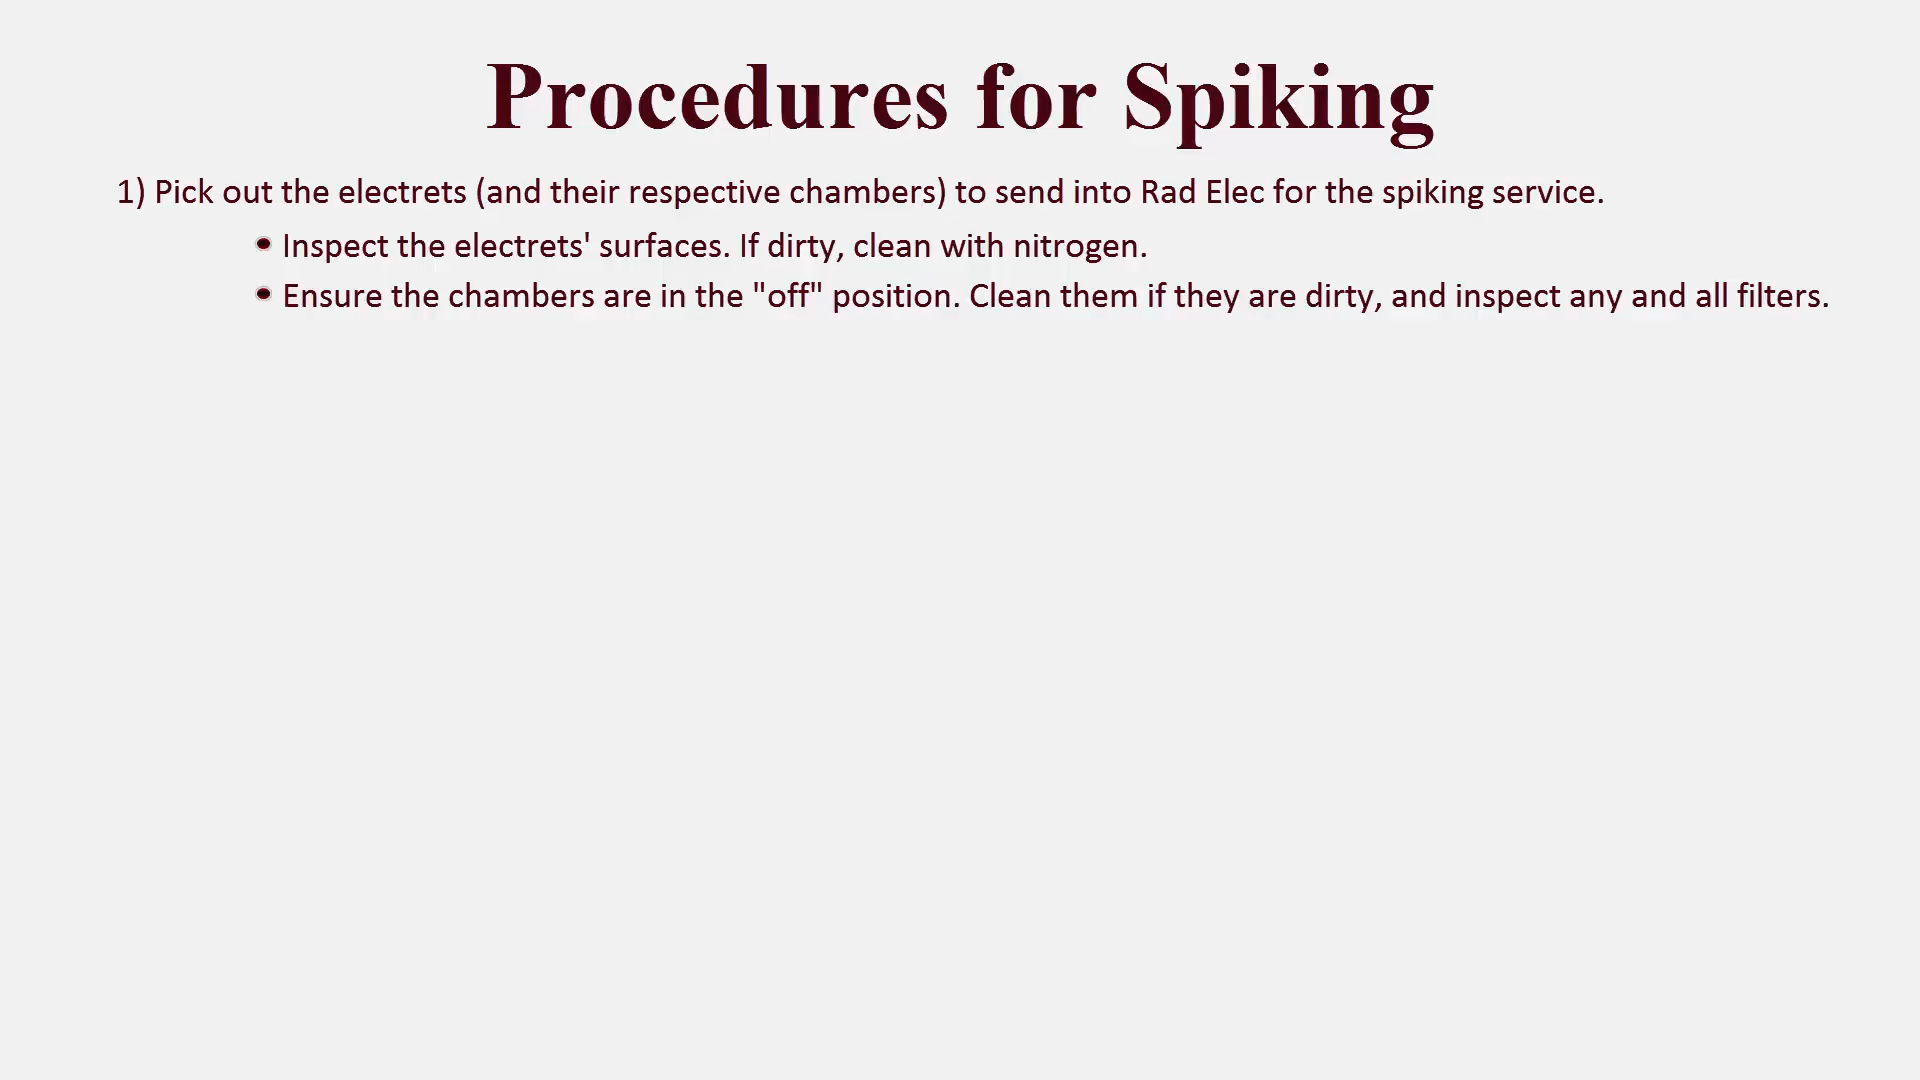 Procedures for Spiking
1) Pick out the electrets (and their respective chambers) to send into Rad Elec for the spiking service.
• Inspect the electrets' surfaces. If dirty, clean with nitrogen.
• Ensure the chambers are in the "off" position. Clean them if they are dirty, and inspect any and all filters.